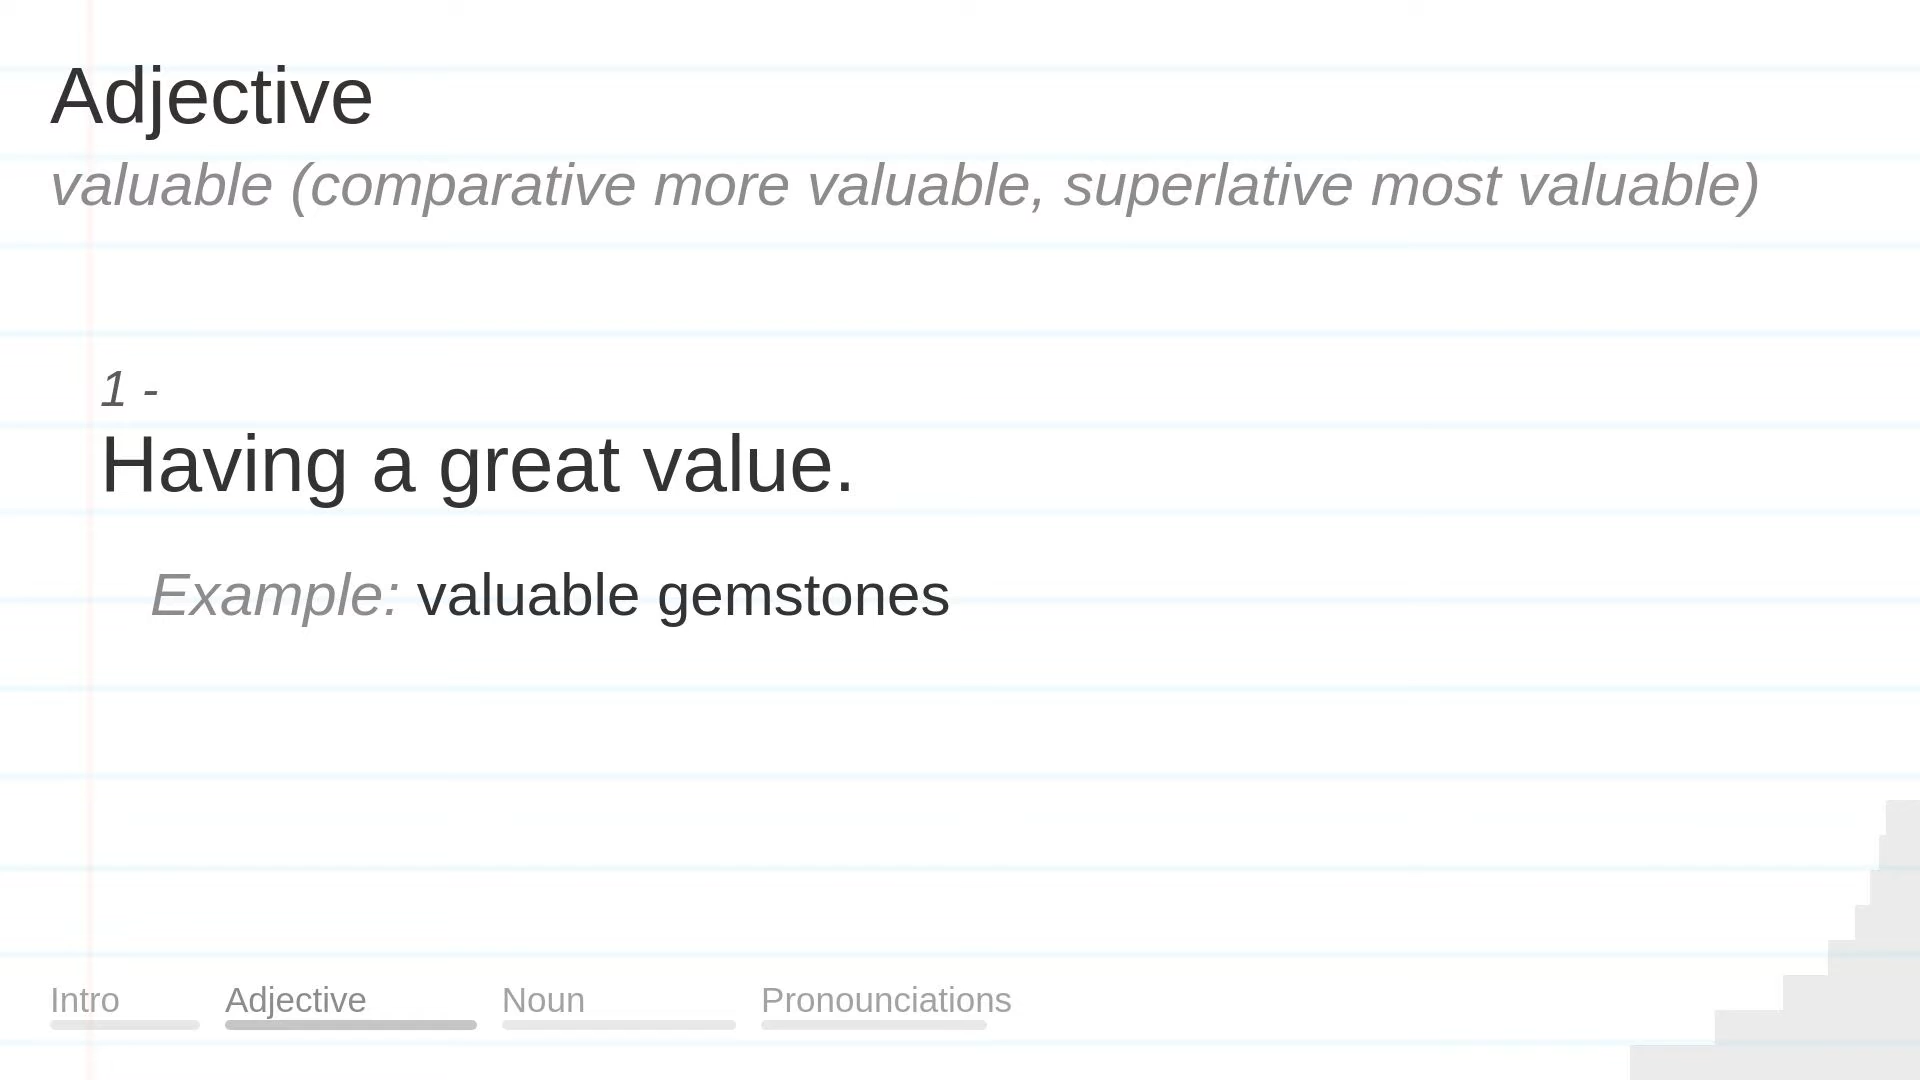 Adjective
valuable (comparative more valuable, superlative most valuable)
1 -
Having a great value.
Example: valuable gemstones
Intro Adjective Noun Pronounciations